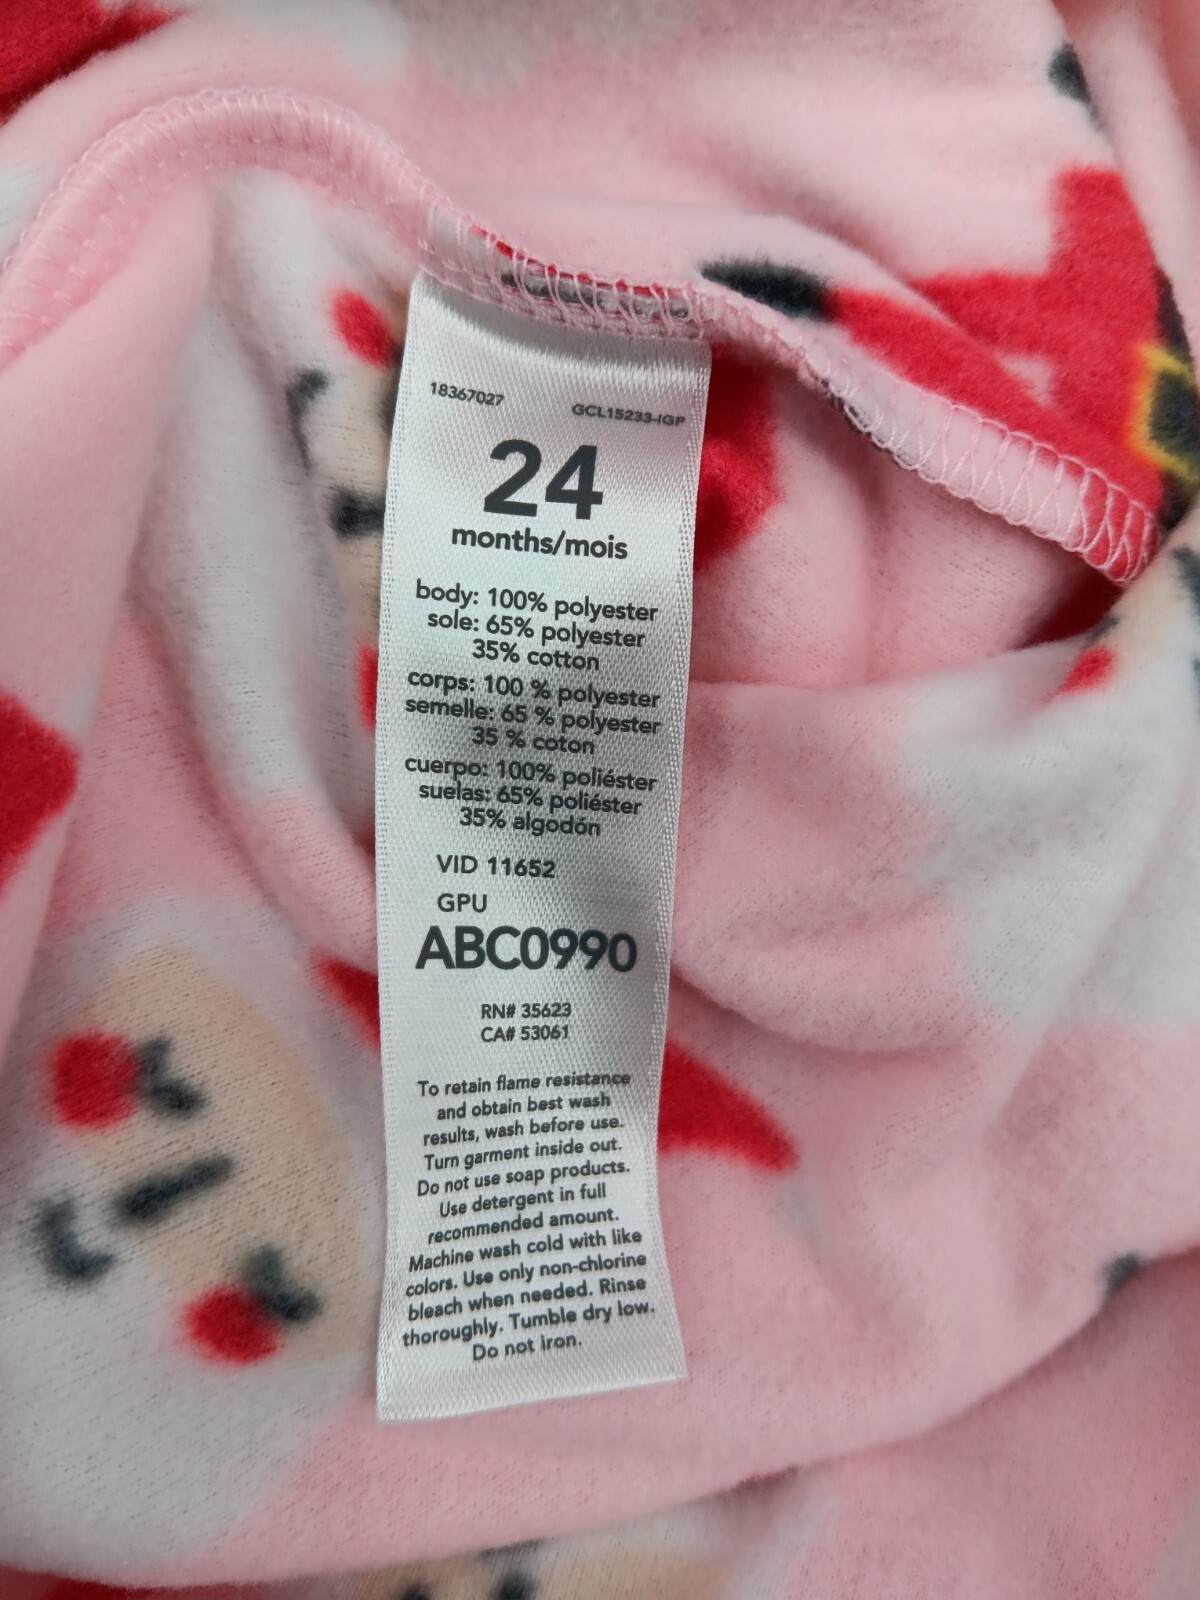 18367027 GCL15233-IGP
24
months/mois
body: 100% polyester
sole: 65% polyester
35% cotton
corps: 100 % polyester
semelle: 65 % polyester
35 % coton
cuerpo: 100% poliéster
suelas: 65% poliéster
35% algodón
VID 11652
GPU
ABC0990
RN# 35623
CA# 53061
To retain flame resistance
and obtain best wash
results, wash before use.
Turn garment inside out.
Do not use soap products.
Use detergent in full
recommended amount.
Machine wash cold with like
colors. Use only non-chlorine
bleach when needed. Rinse
thoroughly. Tumble dry low.
Do not iron.